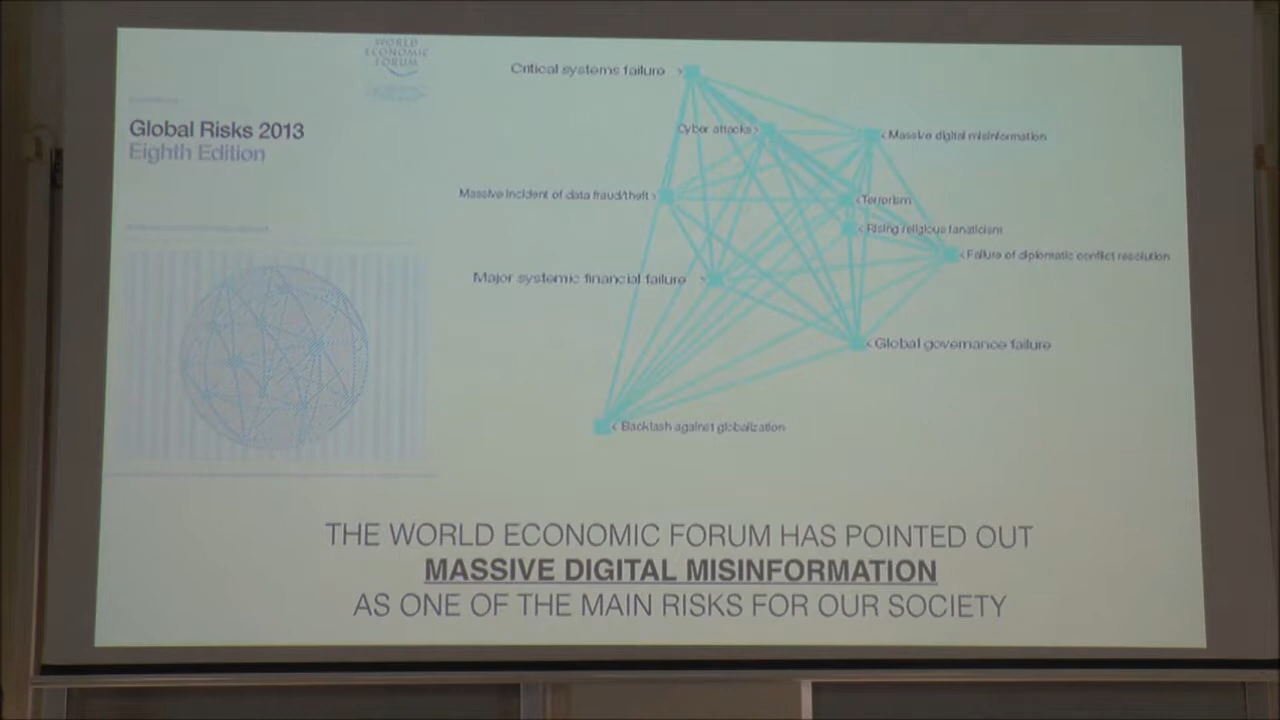 WORLD
ECONOMIC
FORUM
Global Risks 2013
Eighth Edition
Critical systems failure
Cyber attacks
Massive digital misinformation
Massive incident of data fraud/theft
Terrorism
Rising religious fanaticism
Failure of diplomatic conflict resolution
Major systemic financial failure
Global governance failure
Backlash against globalization
THE WORLD ECONOMIC FORUM HAS POINTED OUT
MASSIVE DIGITAL MISINFORMATION
AS ONE OF THE MAIN RISKS FOR OUR SOCIETY